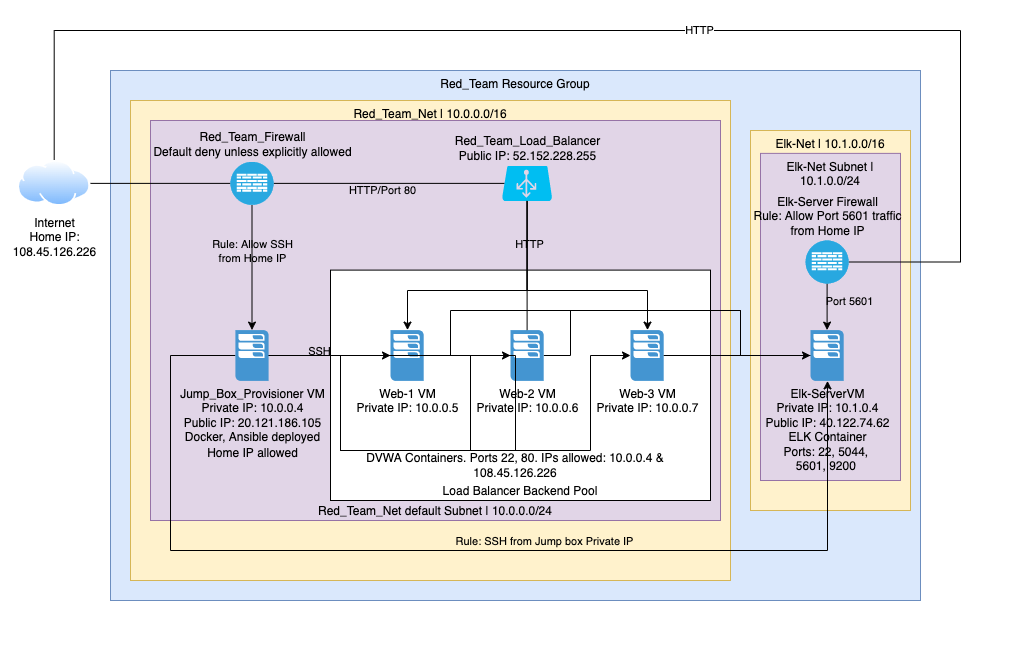 HTTP
Red_Team Resource Group
Red_Team_Net | 10.0.0.0/16
Red_Team_Firewall
Default deny unless explicitly allowed
Red_Team_Load_Balancer
Public IP: 52.152.228.255
Elk-Net | 10.1.0.0/16
Elk-Net Subnet |
10.1.0.0/24
Elk-Server Firewall
Rule: Allow Port 5601 traffic
from Home IP
HTTP/Port 80
Internet
Home IP:
108.45.126.226
Rule: Allow SSH
from Home IP
HTTP
Port 5601
SSH
Jump_Box_Provisioner VM
Private IP: 10.0.0.4
Public IP: 20.121.186.105
Docker, Ansible deployed
Home IP allowed
Web-1 VM
Private IP: 10.0.0.5
Web-2 VM
Private IP: 10.0.0.6
Web-3 VM
Private IP: 10.0.0.7
Elk-ServerVM
Private IP: 10.1.0.4
Public IP: 40.122.74.62
ELK Container
Ports: 22, 5044,
5601, 9200
DVWA Containers. Ports 22, 80. IPs allowed: 10.0.0.4 &
108.45.126.226
Load Balancer Backend Pool
Red_Team_Net default Subnet | 10.0.0.0/24
Rule: SSH from Jump box Private IP